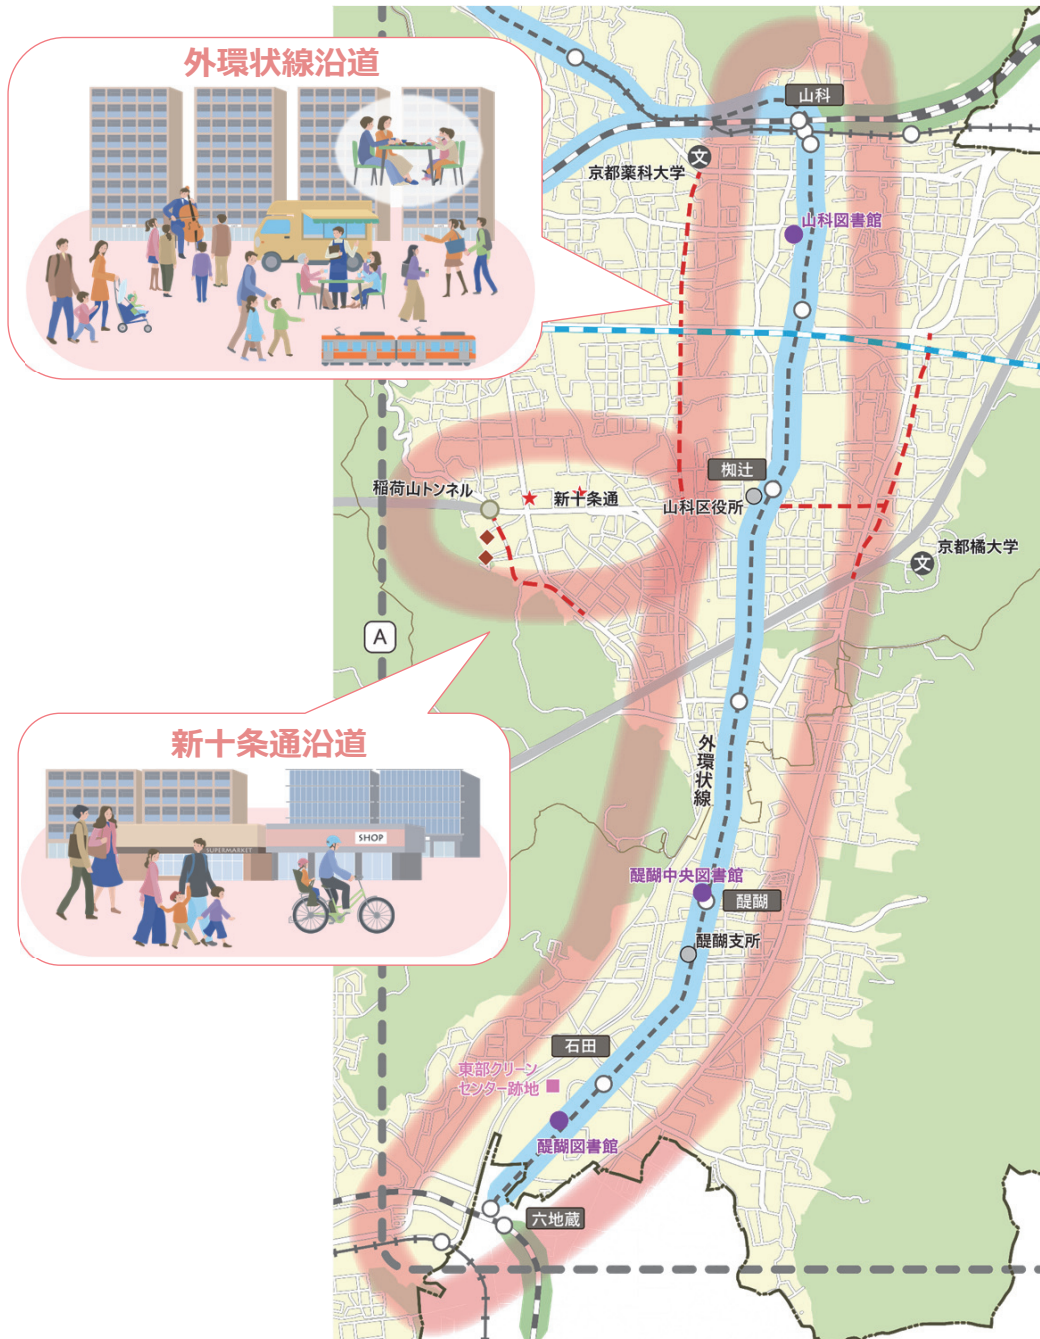 外環状線沿道
山科
京都薬科大学
文
山科図書館
椥辻
稲荷山トンネル
新十条通
山科区役所
京都橘大学
文
A
新十条通沿道
SUPERMARKET
SHOP
外環状線
醍醐中央図書館
醍醐
醍醐支所
石田
東部クリーン
センター跡地
醍醐図書館
六地蔵